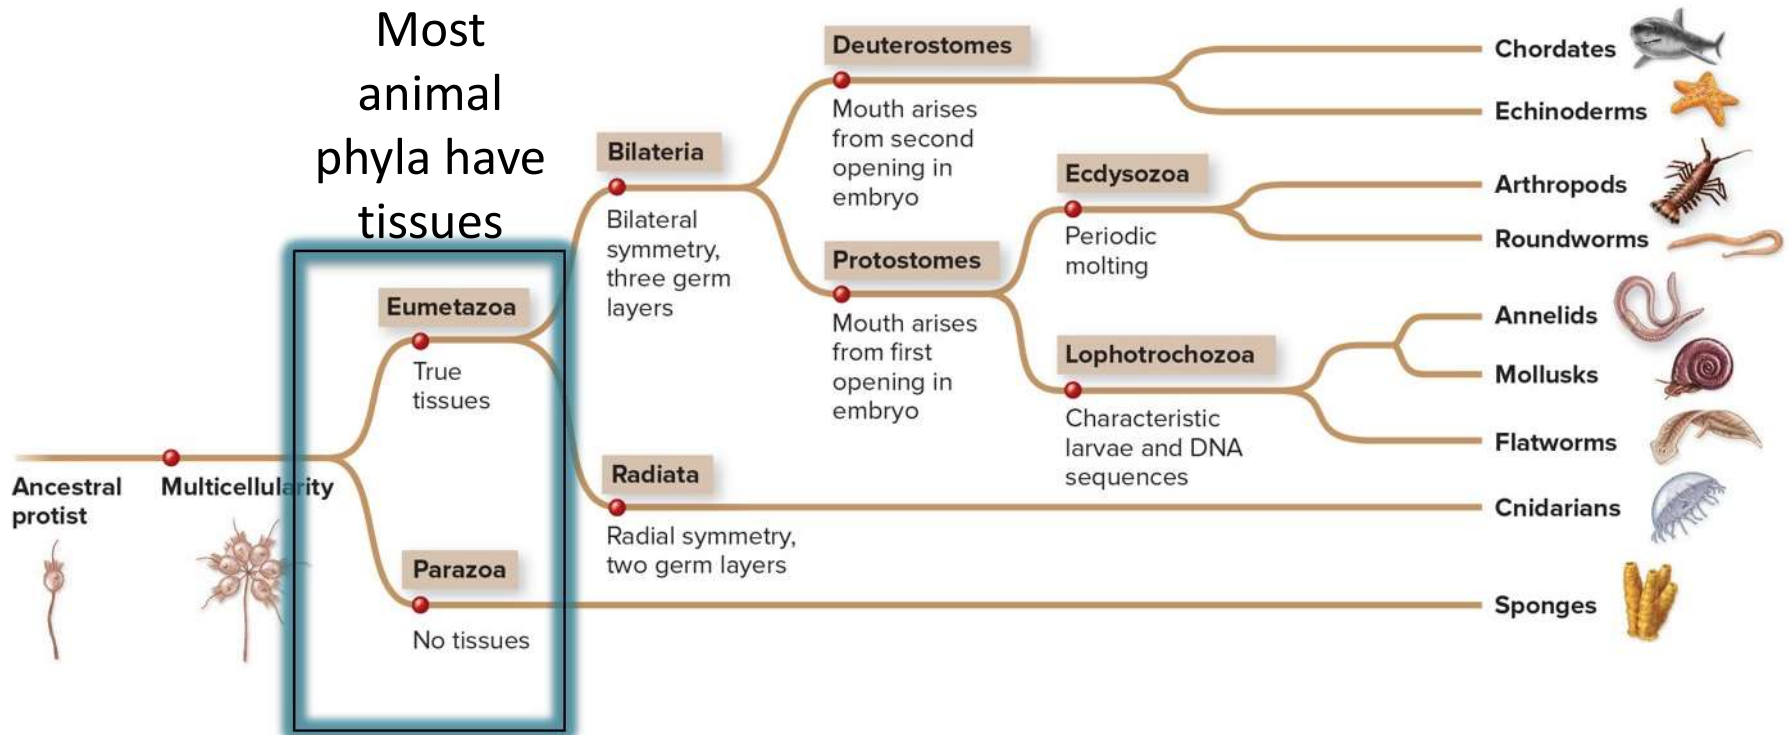 Most
animal
phyla have
tissues
Ancestral
protist
Multicellularity
Eumetazoa
True
tissues
Parazoa
No tissues
Bilateria
Bilateral
symmetry,
three germ
layers
Radiata
Radial symmetry,
two germ layers
Deuterostomes
Mouth arises
from second
opening in
embryo
Protostomes
Mouth arises
from first
opening in
embryo
Ecdysozoa
Periodic
molting
Lophotrochozoa
Characteristic
larvae and DNA
sequences
Chordates
Echinoderms
Arthropods
Roundworms
Annelids
Mollusks
Flatworms
Cnidarians
Sponges